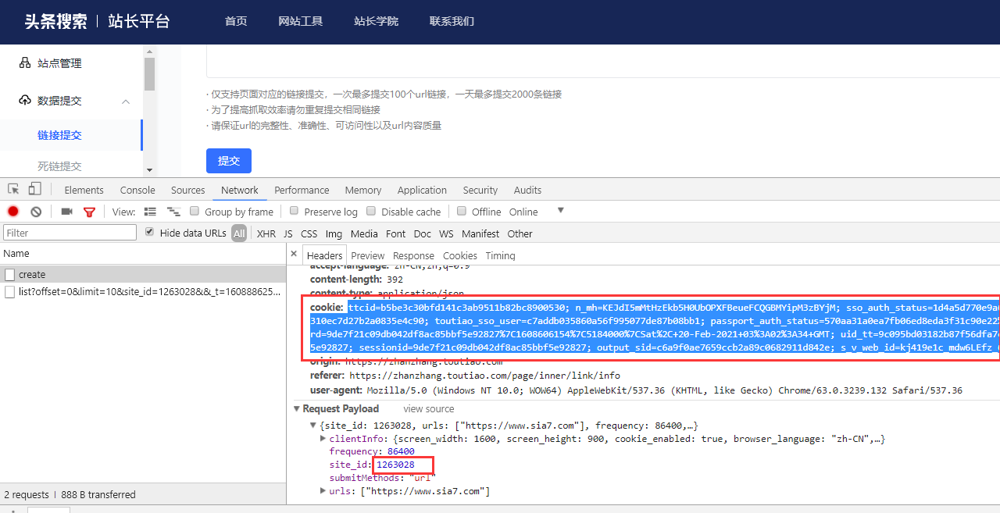 头条搜索 | 站长平台 首页 网站工具 站长学院 联系我们
站点管理
数据提交
链接提交
死链提交
· 仅支持页面对应的链接提交，一次最多提交100个url链接，一天最多提交2000条链接
· 为了提高抓取效率请勿重复提交相同链接
· 请保证url的完整性、准确性、可访问性以及url内容质量
提交
Elements Console Sources Network Performance Memory Application Security Audits
View: Group by frame Preserve log Disable cache Offline Online
Filter Hide data URLs All XHR JS CSS Img Media Font Doc WS Manifest Other
Name
create
list?offset=0&limit=10&site_id=1263028&&_t=160888625...
2 requests | 888 B transferred
× Headers Preview Response Cookies Timing
accept-language: zh-CN,zh;q=0.9
content-length: 392
content-type: application/json
cookie: ttcid=b5be3c30bfd141c3ab9511b82bc8900530; n_mh=KEJdI5mMtHzEkb5H0UbOPXFBeueFCQGBMYipM3zBYjM; sso_auth_status=1d4a5d770e9a
310ec7d27b2a0835e4c90; toutiao_sso_user=c7addb035860a56f995077de87b08bb1; passport_auth_status=570aa31a0ea7fb06ed8eda3f31c90e22
rd=9de7f21c09db042df8ac85bbf5e92827%7C1608606154%7C5184000%7CSat%2C+20-Feb-2021+03%3A02%3A34+GMT; uid_tt=9c095bd03182b87f56dfa7
5e92827; sessionid=9de7f21c09db042df8ac85bbf5e92827; output_sid=c6a9f0ae7659ccb2a89c0682911d842e; s_v_web_id=kj419e1c_mdw6LEfz_
origin: https://zhanzhang.toutiao.com
referer: https://zhanzhang.toutiao.com/page/inner/link/info
user-agent: Mozilla/5.0 (Windows NT 10.0; WOW64) AppleWebKit/537.36 (KHTML, like Gecko) Chrome/63.0.3239.132 Safari/537.36
Request Payload view source
{site_id: 1263028, urls: ["https://www.sia7.com"], frequency: 86400,…}
clientInfo: {screen_width: 1600, screen_height: 900, cookie_enabled: true, browser_language: "zh-CN",…}
frequency: 86400
site_id: 1263028
submitMethods: "url"
urls: ["https://www.sia7.com"]